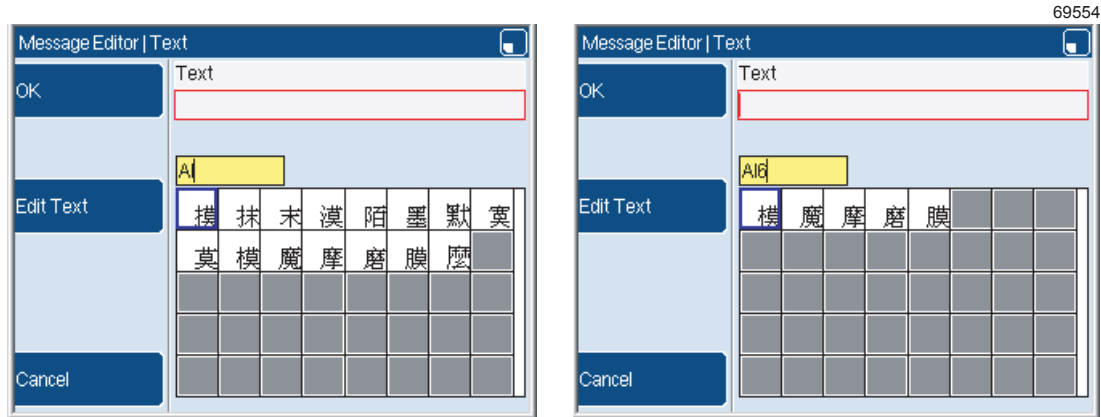 69554
Message Editor | Text
OK
Text
AI
Edit Text
摸 抹 末 漠 陌 墨 默 寞
莫 模 魔 摩 磨 膜 麼
Cancel
Message Editor | Text
OK
Text
AI6
Edit Text
模 魔 摩 磨 膜
Cancel